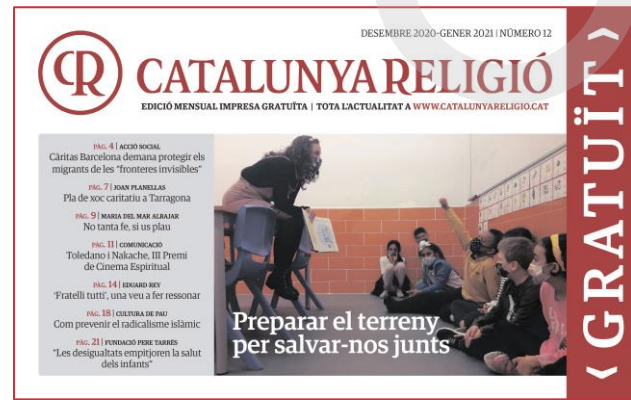 DESEMBRE 2020-GENER 2021 | NÚMERO 12
CR
CATALUNYARELIGIÓ
EDICIÓ MENSUAL IMPRESA GRATUÏTA | TOTA L'ACTUALITAT A WWW.CATALUNYARELIGIO.CAT
PÀG. 4 | ACCIÓ SOCIAL
Càritas Barcelona demana protegir els
migrants de les "fronteres invisibles"
PÀG. 7 | JOAN PLANELLAS
Pla de xoc caritatiu a Tarragona
PÀG. 9 | MARIA DEL MAR ALBAJAR
No tanta fe, si us plau
PÀG. 11 | COMUNICACIÓ
Toledano i Nakache, III Premi
de Cinema Espiritual
PÀG. 14 | EDUARD REY
'Fratelli tutti', una veu a fer ressonar
PÀG. 18 | CULTURA DE PAU
Com prevenir el radicalisme islàmic
PÀG. 21 | FUNDACIÓ PERE TARRÉS
"Les desigualtats empitjoren la salut
dels infants"
Preparar el terreny
per salvar-nos junts
< GRATUÏT >